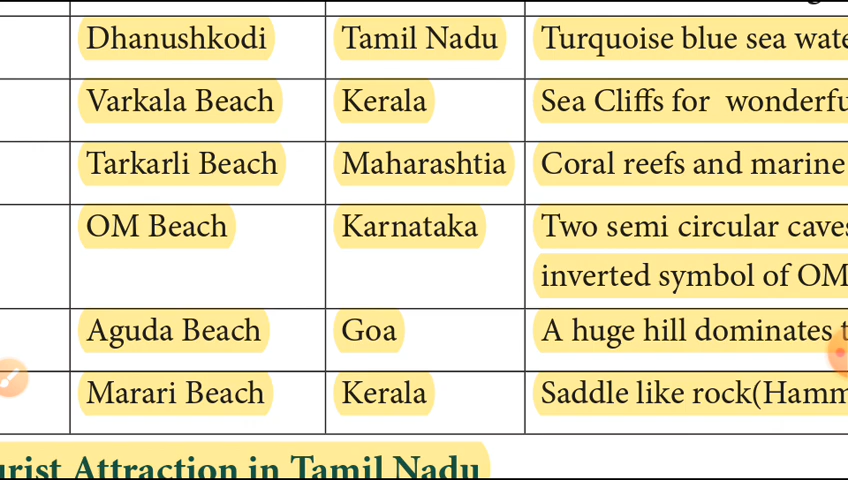 Dhanushkodi Tamil Nadu Turquoise blue sea wate
Varkala Beach Kerala Sea Cliffs for wonderfu
Tarkarli Beach Maharashtia Coral reefs and marine
OM Beach Karnataka Two semi circular caves
inverted symbol of OM
Aguda Beach Goa A huge hill dominates t
Marari Beach Kerala Saddle like rock(Hamm
urist Attraction in Tamil Nadu